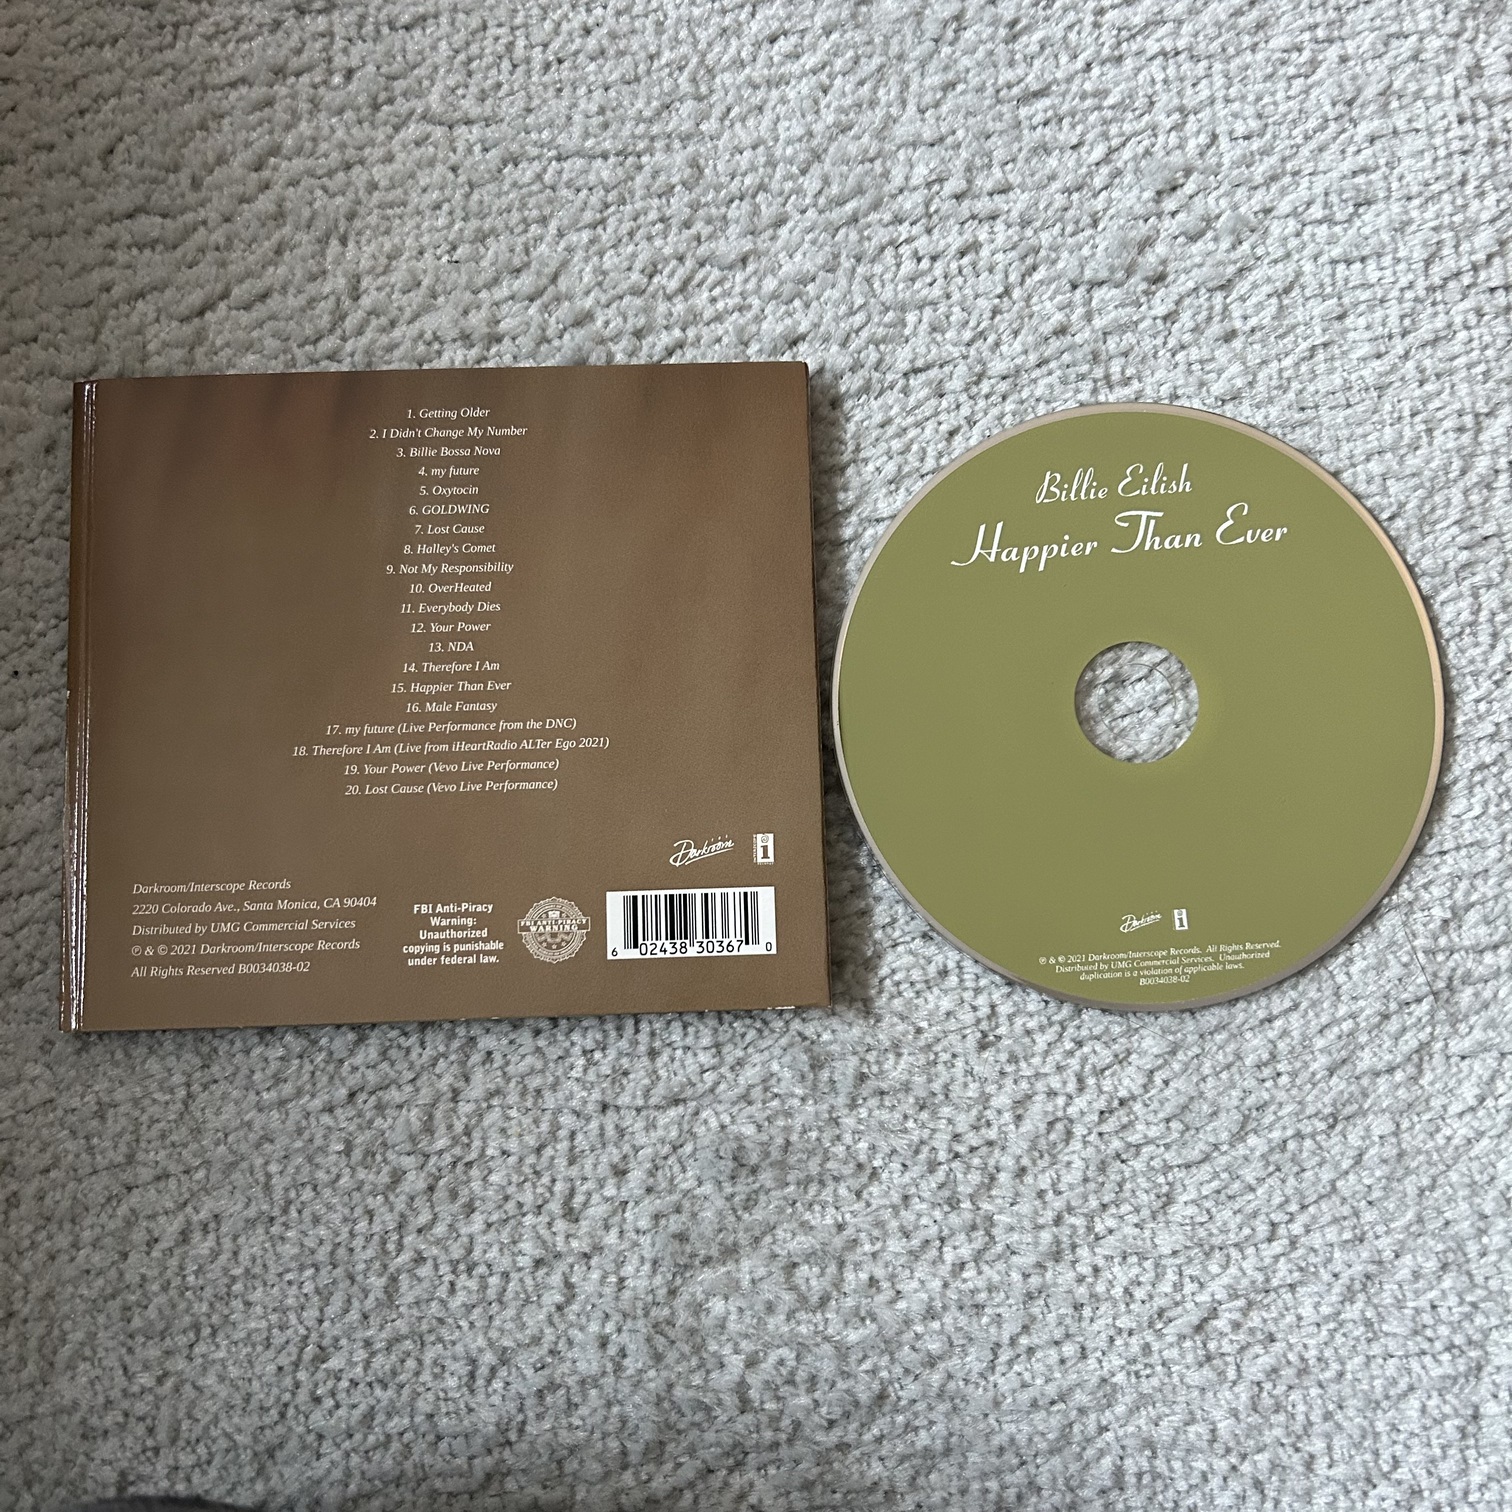 1. Getting Older
2. I Didn't Change My Number
3. Billie Bossa Nova
4. my future
5. Oxytocin
6. GOLDWING
7. Lost Cause
8. Halley's Comet
9. Not My Responsibility
10. OverHeated
11. Everybody Dies
12. Your Power
13. NDA
14. Therefore I Am
15. Happier Than Ever
16. Male Fantasy
17. my future (Live Performance from the DNC)
18. Therefore I Am (Live from iHeartRadio ALTer Ego 2021)
19. Your Power (Vevo Live Performance)
20. Lost Cause (Vevo Live Performance)
Darkroom
i
Darkroom/Interscope Records
2220 Colorado Ave., Santa Monica, CA 90404
Distributed by UMG Commercial Services
℗ & © 2021 Darkroom/Interscope Records
All Rights Reserved B0034038-02
FBI Anti-Piracy
Warning:
Unauthorized
copying is punishable
under federal law.
FBI ANTI-PIRACY
WARNING
6 02438 30367 0
Billie Eilish
Happier Than Ever
Darkroom
i
℗ & © 2021 Darkroom/Interscope Records. All Rights Reserved.
Distributed by UMG Commercial Services. Unauthorized
duplication is a violation of applicable laws.
B0034038-02